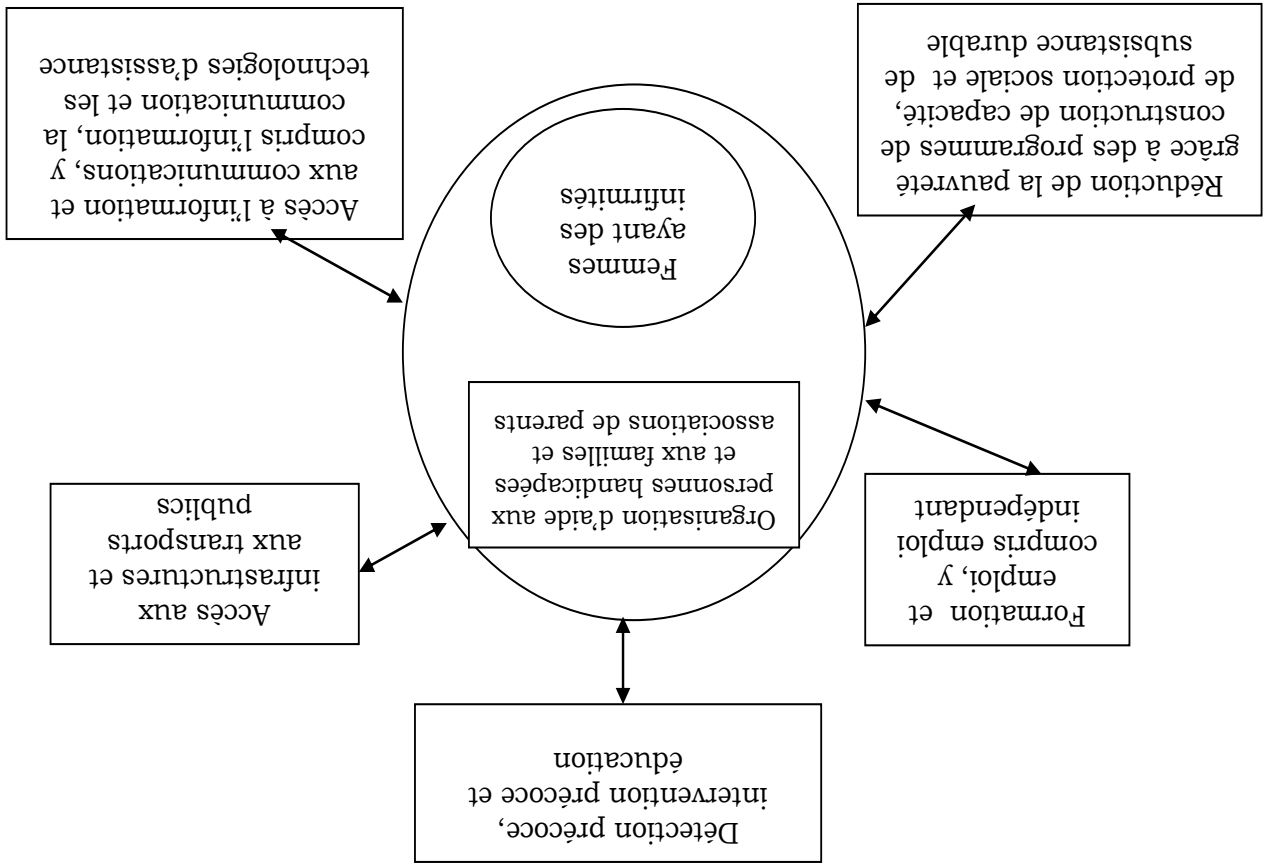 Détection précoce,
intervention précoce et
éducation
Formation et
emploi, y
compris emploi
indépendant
Accès aux
infrastructures et
aux transports
publics
Organisation d'aide aux
personnes handicapées
et aux familles et
associations de parents
Femmes
ayant des
infirmités
Réduction de la pauvreté
grâce à des programmes de
construction de capacité,
de protection sociale et de
subsistance durable
Accès à l'information et
aux communications, y
compris l'information, la
communication et les
technologies d'assistance